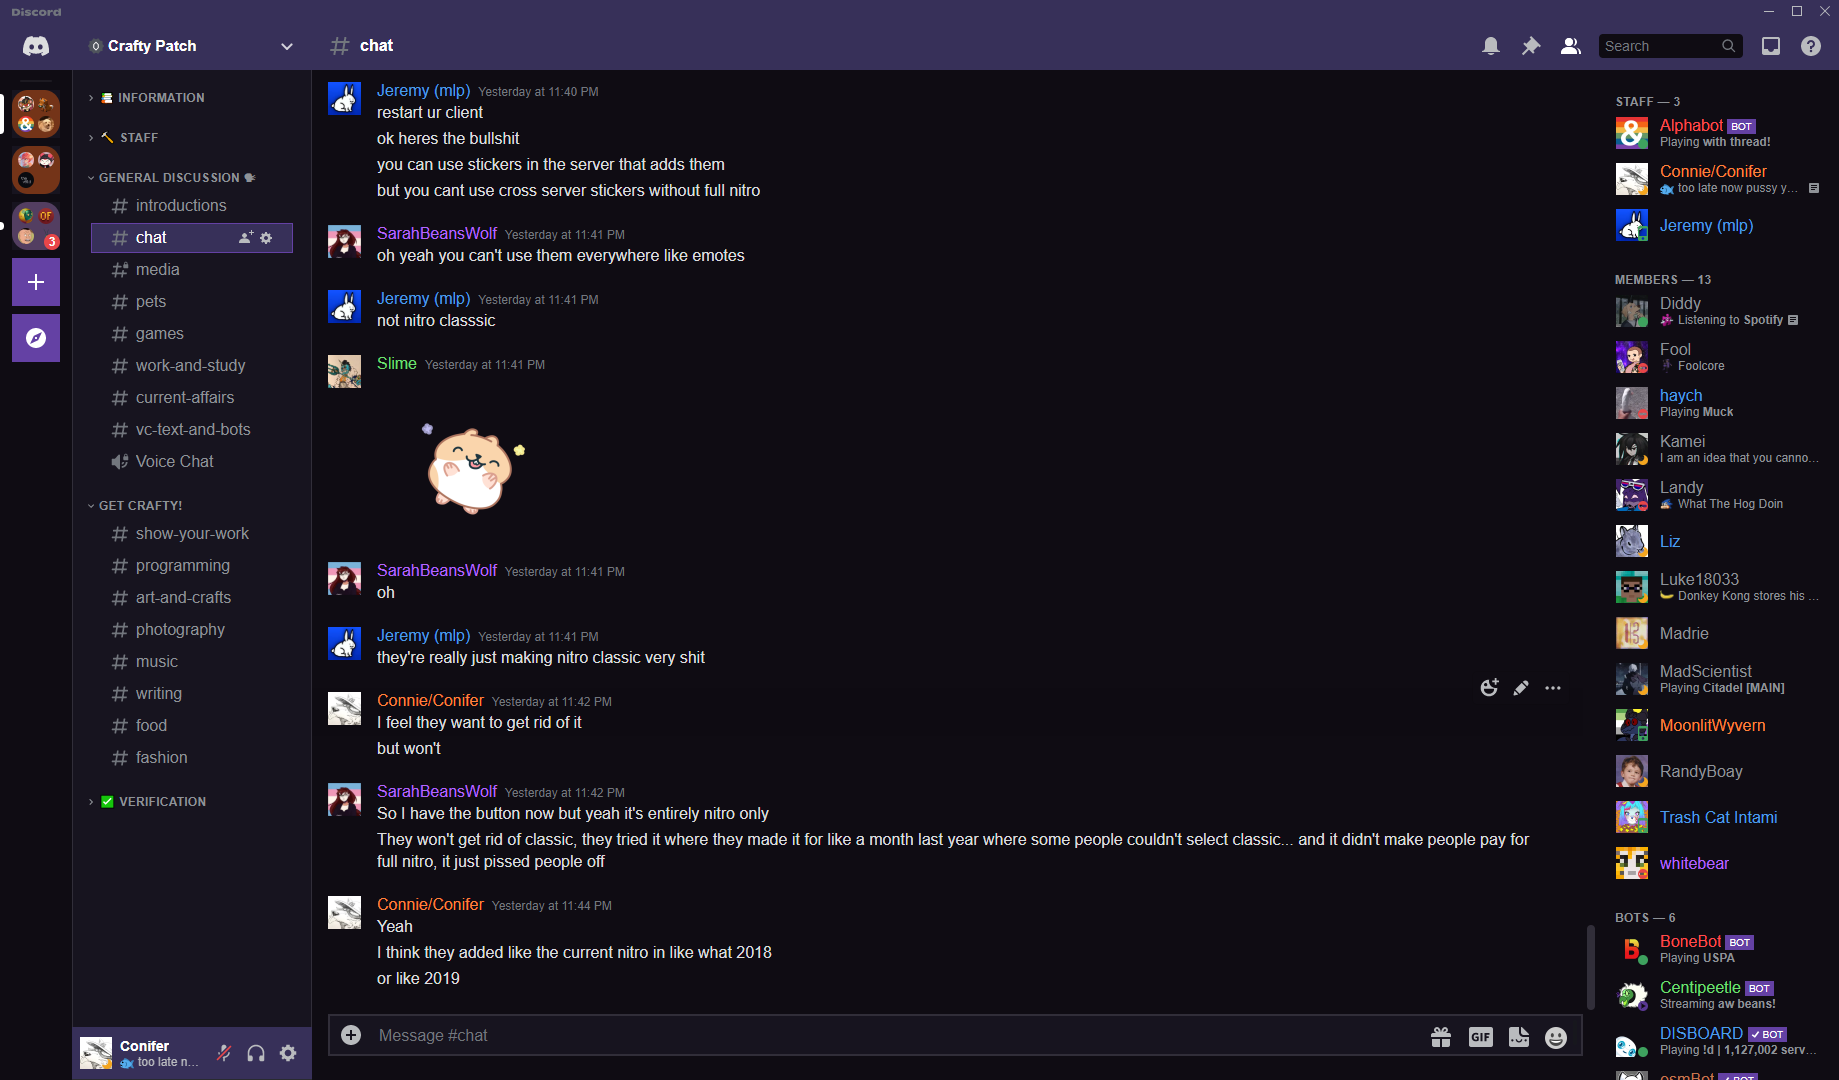 Discord
Crafty Patch
chat
Search
INFORMATION
STAFF
GENERAL DISCUSSION
introductions
chat
media
pets
games
work-and-study
current-affairs
vc-text-and-bots
Voice Chat
GET CRAFTY!
show-your-work
programming
art-and-crafts
photography
music
writing
food
fashion
VERIFICATION
OF
3
Conifer
too late n...
Jeremy (mlp) Yesterday at 11:40 PM
restart ur client
ok heres the bullshit
you can use stickers in the server that adds them
but you cant use cross server stickers without full nitro
SarahBeansWolf Yesterday at 11:41 PM
oh yeah you can't use them everywhere like emotes
Jeremy (mlp) Yesterday at 11:41 PM
not nitro classsic
Slime Yesterday at 11:41 PM
SarahBeansWolf Yesterday at 11:41 PM
oh
Jeremy (mlp) Yesterday at 11:41 PM
they're really just making nitro classic very shit
Connie/Conifer Yesterday at 11:42 PM
I feel they want to get rid of it
but won't
SarahBeansWolf Yesterday at 11:42 PM
So I have the button now but yeah it's entirely nitro only
They won't get rid of classic, they tried it where they made it for like a month last year where some people couldn't select classic... and it didn't make people pay for
full nitro, it just pissed people off
Connie/Conifer Yesterday at 11:44 PM
Yeah
I think they added like the current nitro in like what 2018
or like 2019
Message #chat
GIF
STAFF — 3
Alphabot BOT
Playing with thread!
Connie/Conifer
too late now pussy y...
Jeremy (mlp)
MEMBERS — 13
Diddy
Listening to Spotify
Fool
Foolcore
haych
Playing Muck
Kamei
I am an idea that you canno...
Landy
What The Hog Doin
Liz
Luke18033
Donkey Kong stores his ...
Madrie
MadScientist
Playing Citadel [MAIN]
MoonlitWyvern
RandyBoay
Trash Cat Intami
whitebear
BOTS — 6
BoneBot BOT
Playing USPA
Centipeetle BOT
Streaming aw beans!
DISBOARD BOT
Playing !d | 1,127,002 serv...
esmBot BOT